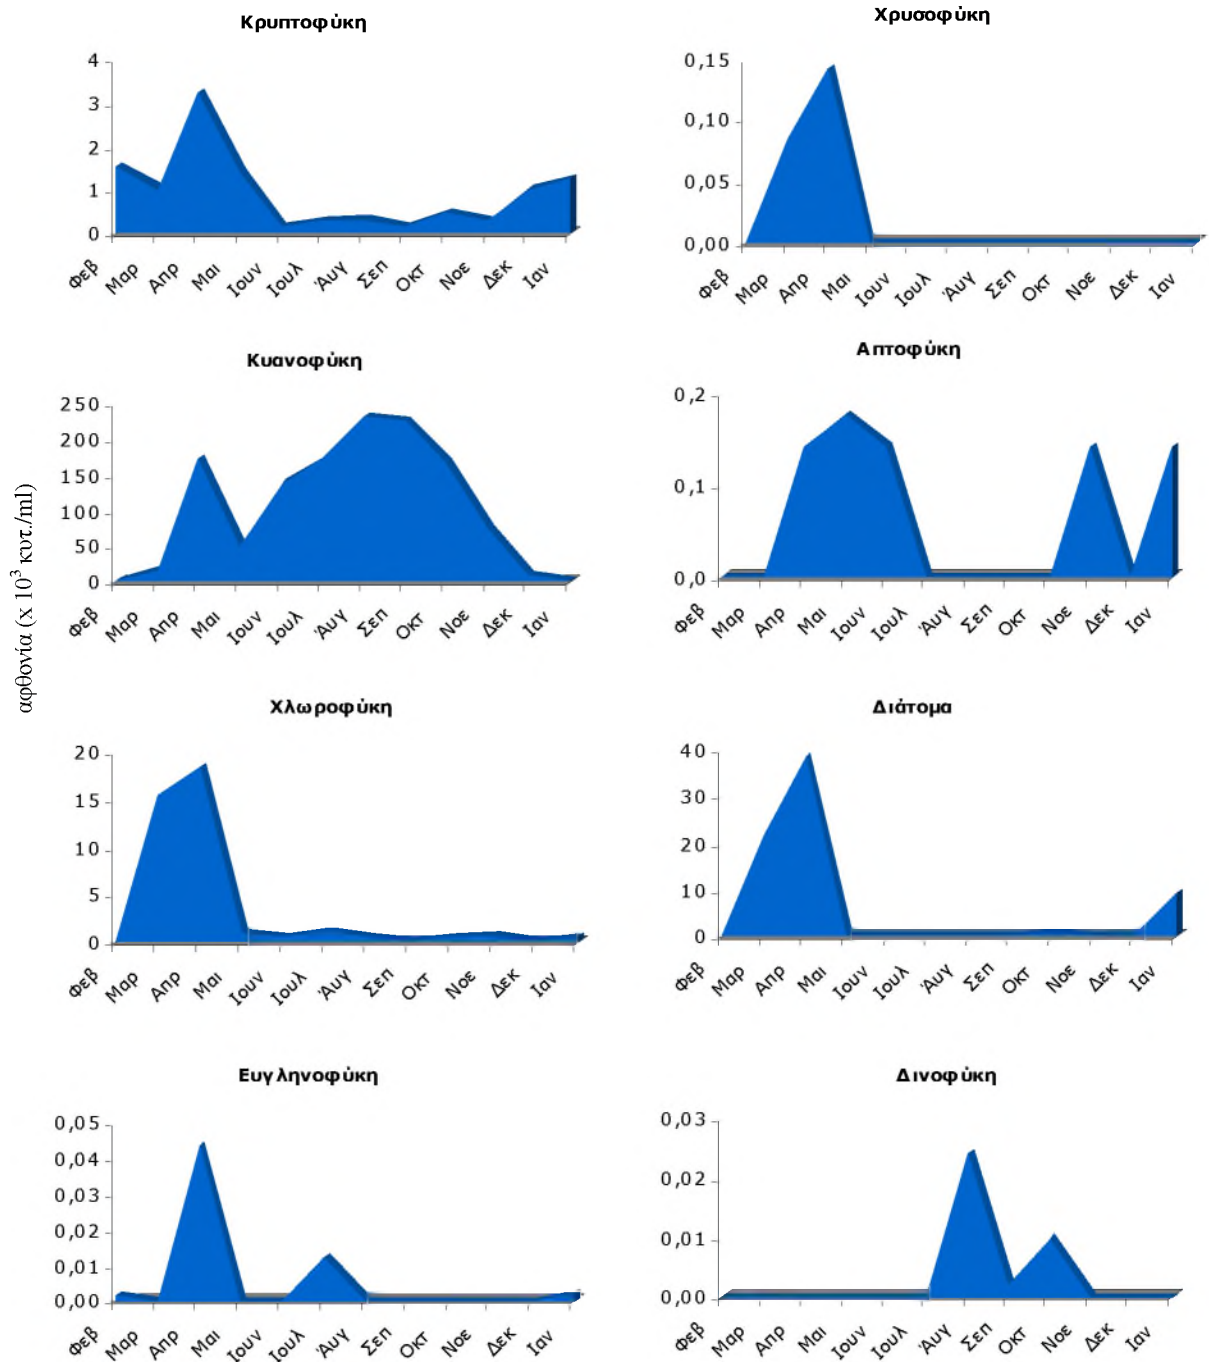 αφθονία (x 10³ κυτ./ml)
Κρυπτοφύκη
4
3
2
1
0
Φεβ Μαρ Απρ Μαι Ιουν Ιουλ Άυγ Σεπ Οκτ Νοε Δεκ Ιαν
Χρυσοφύκη
0,15
0,10
0,05
0,00
Φεβ Μαρ Απρ Μαι Ιουν Ιουλ Άυγ Σεπ Οκτ Νοε Δεκ Ιαν
Κυανοφύκη
250
200
150
100
50
0
Φεβ Μαρ Απρ Μαι Ιουν Ιουλ Άυγ Σεπ Οκτ Νοε Δεκ Ιαν
Απτοφύκη
0,2
0,1
0,0
Φεβ Μαρ Απρ Μαι Ιουν Ιουλ Άυγ Σεπ Οκτ Νοε Δεκ Ιαν
Χλωροφύκη
20
15
10
5
0
Φεβ Μαρ Απρ Μαι Ιουν Ιουλ Άυγ Σεπ Οκτ Νοε Δεκ Ιαν
Διάτομα
40
30
20
10
0
Φεβ Μαρ Απρ Μαι Ιουν Ιουλ Άυγ Σεπ Οκτ Νοε Δεκ Ιαν
Ευγληνοφύκη
0,05
0,04
0,03
0,02
0,01
0,00
Φεβ Μαρ Απρ Μαι Ιουν Ιουλ Άυγ Σεπ Οκτ Νοε Δεκ Ιαν
Δινοφύκη
0,03
0,02
0,01
0,00
Φεβ Μαρ Απρ Μαι Ιουν Ιουλ Άυγ Σεπ Οκτ Νοε Δεκ Ιαν